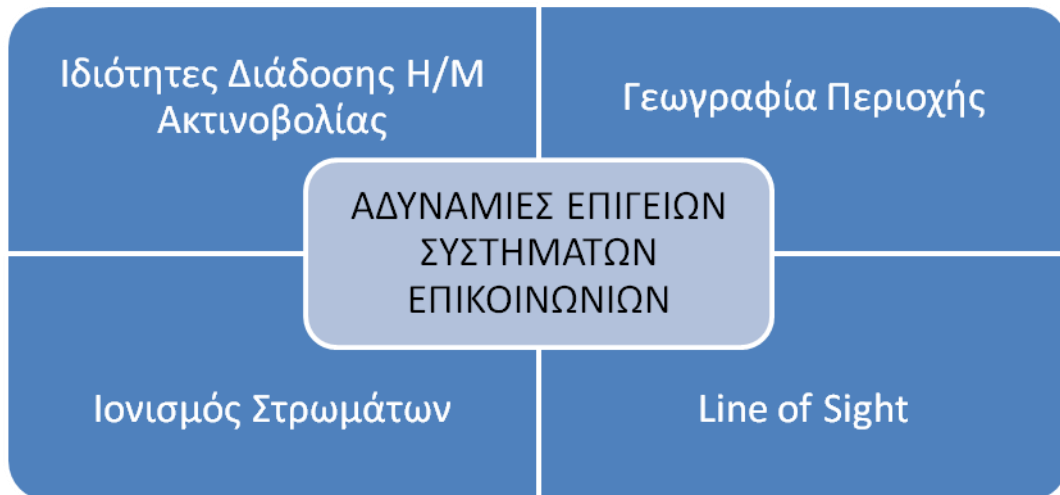 Ιδιότητες Διάδοσης Η/Μ
Ακτινοβολίας
Γεωγραφία Περιοχής
ΑΔΥΝΑΜΙΕΣ ΕΠΙΓΕΙΩΝ
ΣΥΣΤΗΜΑΤΩΝ
ΕΠΙΚΟΙΝΩΝΙΩΝ
Ιονισμός Στρωμάτων
Line of Sight